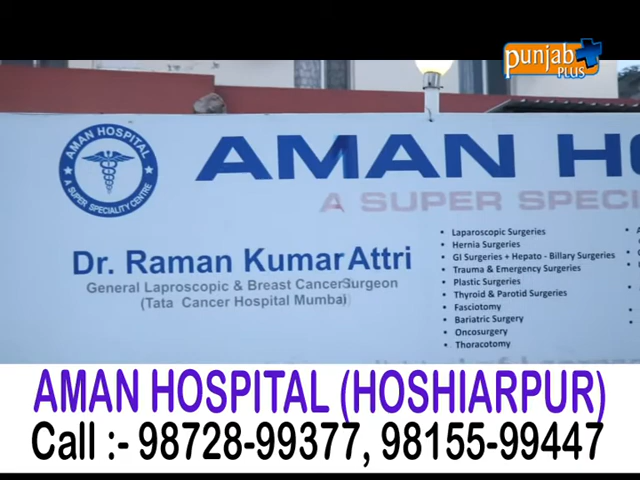 punjab
PLUS
AMAN HOSPITAL
A SUPER SPECIALITY CENTRE
AMAN
A SUPER
Dr. Raman Kumar Attri
General Laproscopic & Breast Cancer Surgeon
(Tata Cancer Hospital Mumbai)
• Laparoscopic Surgeries
• Hernia Surgeries
• GI Surgeries + Hepato - Billary Surgeries
• Trauma & Emergency Surgeries
• Plastic Surgeries
• Thyroid & Parotid Surgeries
• Fasciotomy
• Bariatric Surgery
• Oncosurgery
• Thoracotomy
AMAN HOSPITAL (HOSHIARPUR)
Call :- 98728-99377, 98155-99447